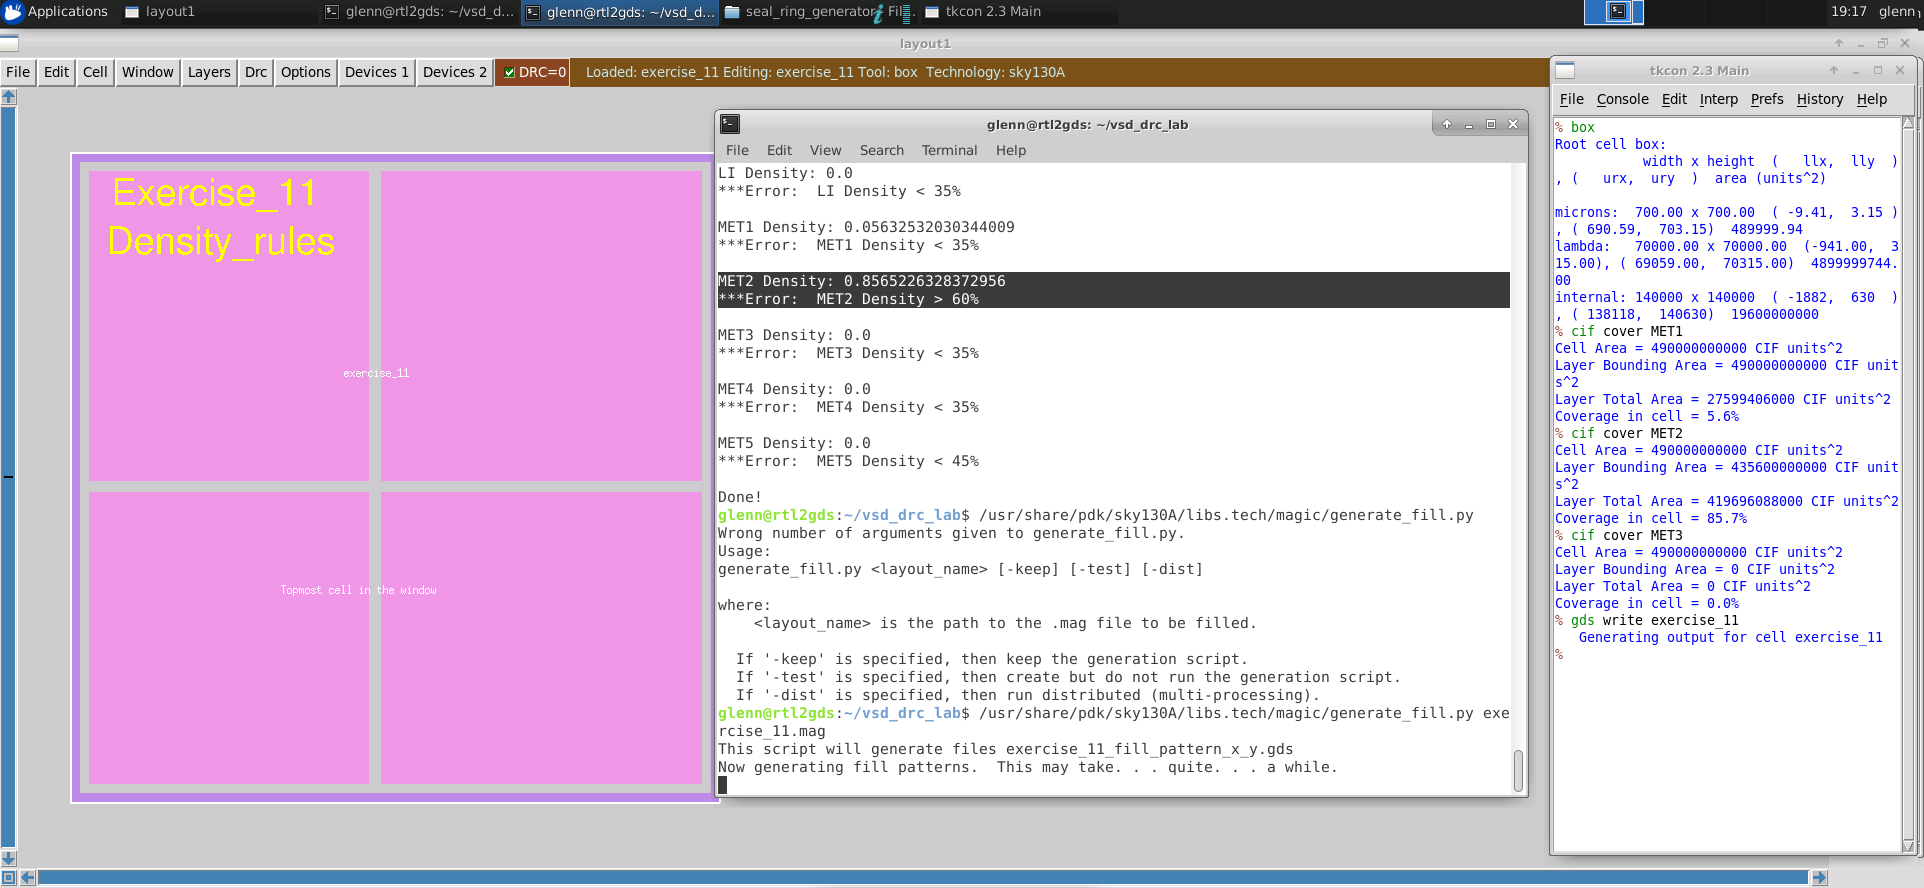 Applications
layout1
glenn@rtl2gds: ~/vsd_d...
glenn@rtl2gds: ~/vsd_d...
seal_ring_generator
Fil...
tkcon 2.3 Main
19:17
glenn
layout1
File Edit Cell Window Layers Drc Options Devices 1 Devices 2 DRC=0 Loaded: exercise_11 Editing: exercise_11 Tool: box Technology: sky130A
Exercise_11
Density_rules
exercise_11
Topmost cell in the window
glenn@rtl2gds: ~/vsd_drc_lab
File Edit View Search Terminal Help
LI Density: 0.0
***Error:  LI Density < 35%
MET1 Density: 0.05632532030344009
***Error:  MET1 Density < 35%
MET2 Density: 0.8565226328372956
***Error:  MET2 Density > 60%
MET3 Density: 0.0
***Error:  MET3 Density < 35%
MET4 Density: 0.0
***Error:  MET4 Density < 35%
MET5 Density: 0.0
***Error:  MET5 Density < 45%
Done!
glenn@rtl2gds:~/vsd_drc_lab$ /usr/share/pdk/sky130A/libs.tech/magic/generate_fill.py
Wrong number of arguments given to generate_fill.py.
Usage:
generate_fill.py <layout_name> [-keep] [-test] [-dist]
where:
<layout_name> is the path to the .mag file to be filled.
If '-keep' is specified, then keep the generation script.
If '-test' is specified, then create but do not run the generation script.
If '-dist' is specified, then run distributed (multi-processing).
glenn@rtl2gds:~/vsd_drc_lab$ /usr/share/pdk/sky130A/libs.tech/magic/generate_fill.py exe
rcise_11.mag
This script will generate files exercise_11_fill_pattern_x_y.gds
Now generating fill patterns.  This may take. . . quite. . . a while.
tkcon 2.3 Main
File Console Edit Interp Prefs History Help
% box
Root cell box:
width x height  (   llx,  lly  )
, (   urx,  ury  )  area (units^2)
microns:  700.00 x 700.00  ( -9.41,  3.15 )
, ( 690.59,  703.15)  489999.94
lambda:   70000.00 x 70000.00  (-941.00,  3
15.00), ( 69059.00,  70315.00)  4899999744.
00
internal: 140000 x 140000  ( -1882,  630  )
, ( 138118,  140630)  19600000000
% cif cover MET1
Cell Area = 490000000000 CIF units^2
Layer Bounding Area = 490000000000 CIF unit
s^2
Layer Total Area = 27599406000 CIF units^2
Coverage in cell = 5.6%
% cif cover MET2
Cell Area = 490000000000 CIF units^2
Layer Bounding Area = 435600000000 CIF unit
s^2
Layer Total Area = 419696088000 CIF units^2
Coverage in cell = 85.7%
% cif cover MET3
Cell Area = 490000000000 CIF units^2
Layer Bounding Area = 0 CIF units^2
Layer Total Area = 0 CIF units^2
Coverage in cell = 0.0%
% gds write exercise_11
Generating output for cell exercise_11
%